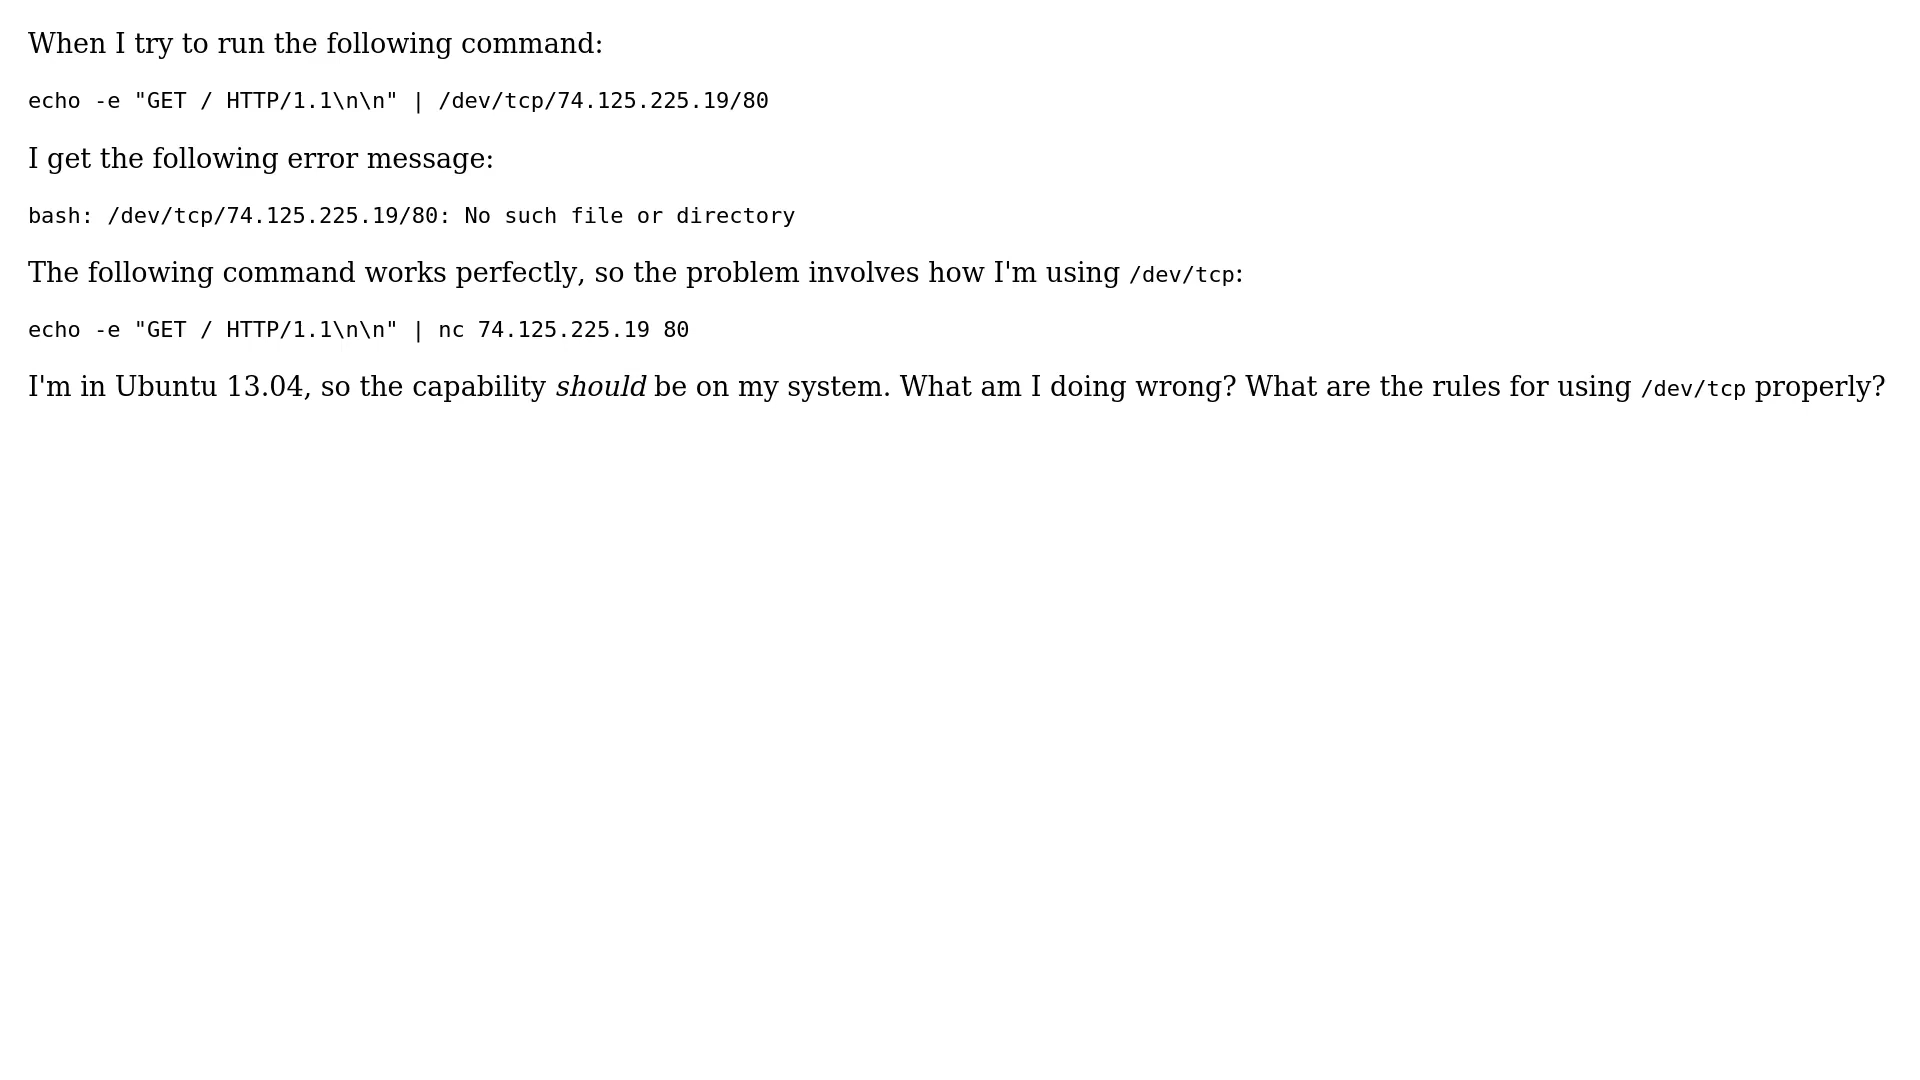 When I try to run the following command:
echo -e "GET / HTTP/1.1\n\n" | /dev/tcp/74.125.225.19/80
I get the following error message:
bash: /dev/tcp/74.125.225.19/80: No such file or directory
The following command works perfectly, so the problem involves how I'm using /dev/tcp:
echo -e "GET / HTTP/1.1\n\n" | nc 74.125.225.19 80
I'm in Ubuntu 13.04, so the capability should be on my system. What am I doing wrong? What are the rules for using /dev/tcp properly?